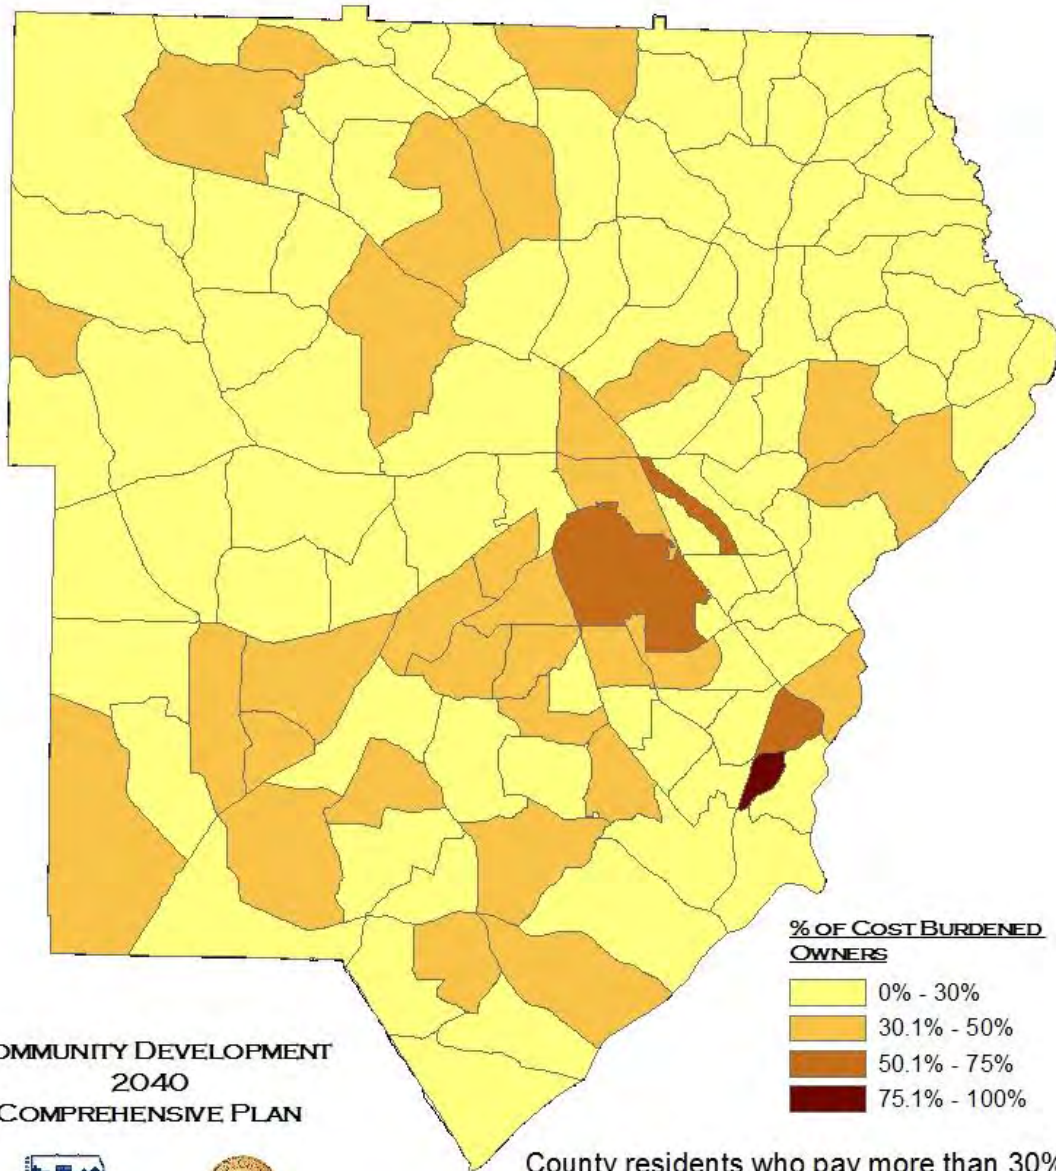 % OF COST BURDENED
OWNERS
0% - 30%
30.1% - 50%
50.1% - 75%
75.1% - 100%
OMMUNITY DEVELOPMENT
2040
COMPREHENSIVE PLAN
County residents who pay more than 30%